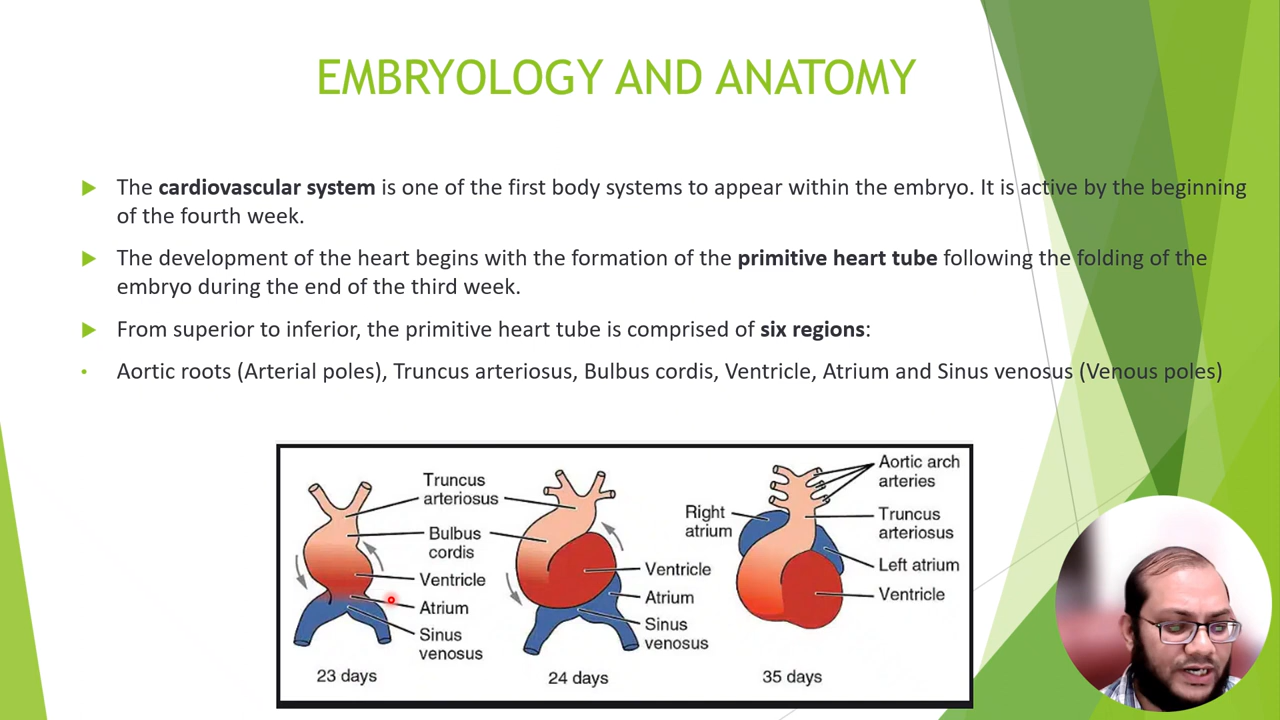 EMBRYOLOGY AND ANATOMY
The cardiovascular system is one of the first body systems to appear within the embryo. It is active by the beginning
of the fourth week.
The development of the heart begins with the formation of the primitive heart tube following the folding of the
embryo during the end of the third week.
From superior to inferior, the primitive heart tube is comprised of six regions:
Aortic roots (Arterial poles), Truncus arteriosus, Bulbus cordis, Ventricle, Atrium and Sinus venosus (Venous poles)
Truncus
arteriosus
Bulbus
cordis
Ventricle
Atrium
Sinus
venosus
23 days
Ventricle
Atrium
Sinus
venosus
24 days
Right
atrium
Aortic arch
arteries
Truncus
arteriosus
Left atrium
Ventricle
35 days